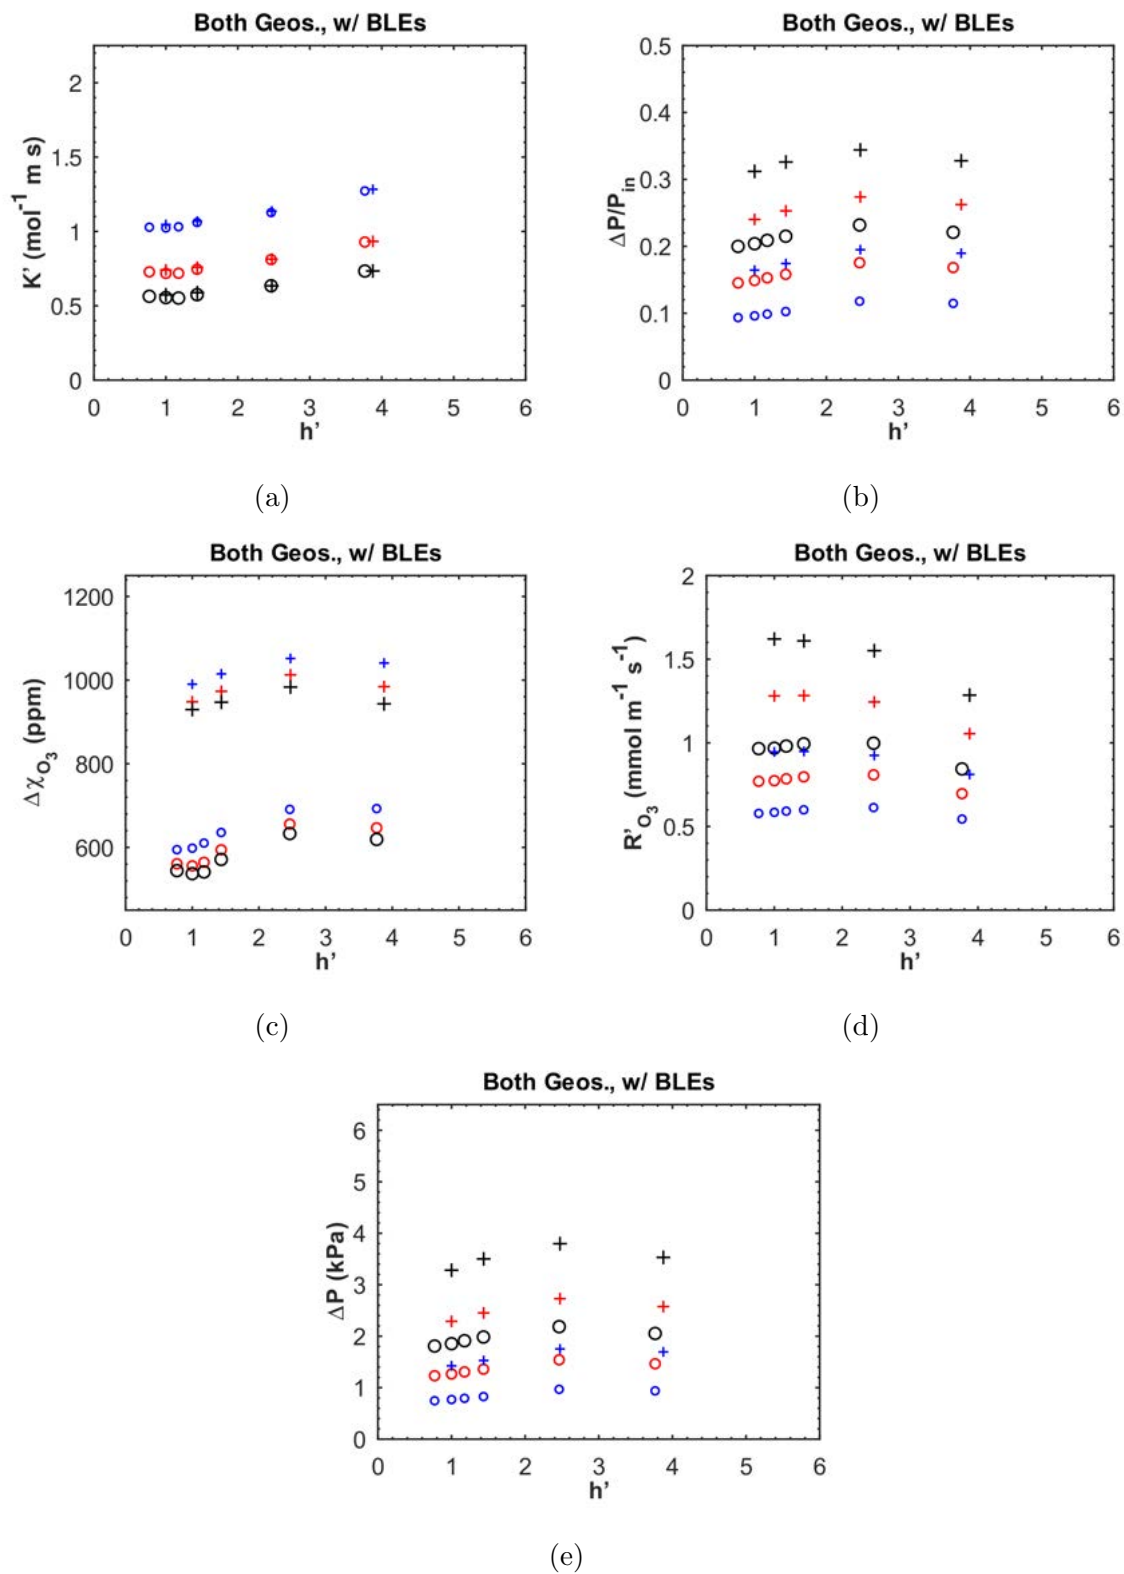 Both Geos., w/ BLEs
K' (mol⁻¹ m s)
2
1.5
1
0.5
0
0 1 2 3 4 5 6
h'
(a)
Both Geos., w/ BLEs
ΔP/Pin
0.5
0.4
0.3
0.2
0.1
0
0 1 2 3 4 5 6
h'
(b)
Both Geos., w/ BLEs
ΔχO₃ (ppm)
1200
1000
800
600
0 1 2 3 4 5 6
h'
(c)
Both Geos., w/ BLEs
R'O₃ (mmol m⁻¹ s⁻¹)
2
1.5
1
0.5
0
0 1 2 3 4 5 6
h'
(d)
Both Geos., w/ BLEs
ΔP (kPa)
6
5
4
3
2
1
0
0 1 2 3 4 5 6
h'
(e)